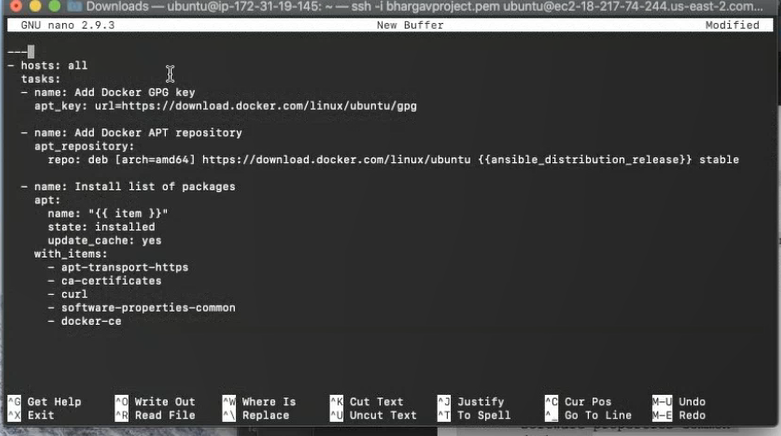 Downloads — ubuntu@ip-172-31-19-145: ~ — ssh -i bhargavproject.pem ubuntu@ec2-18-217-74-244.us-east-2.com...
GNU nano 2.9.3 New Buffer Modified
---
- hosts: all
tasks:
- name: Add Docker GPG key
apt_key: url=https://download.docker.com/linux/ubuntu/gpg
- name: Add Docker APT repository
apt_repository:
repo: deb [arch=amd64] https://download.docker.com/linux/ubuntu {{ansible_distribution_release}} stable
- name: Install list of packages
apt:
name: "{{ item }}"
state: installed
update_cache: yes
with_items:
- apt-transport-https
- ca-certificates
- curl
- software-properties-common
- docker-ce
^G Get Help ^O Write Out ^W Where Is ^K Cut Text ^J Justify ^C Cur Pos M-U Undo
^X Exit ^R Read File ^\ Replace ^U Uncut Text ^T To Spell ^_ Go To Line M-E Redo